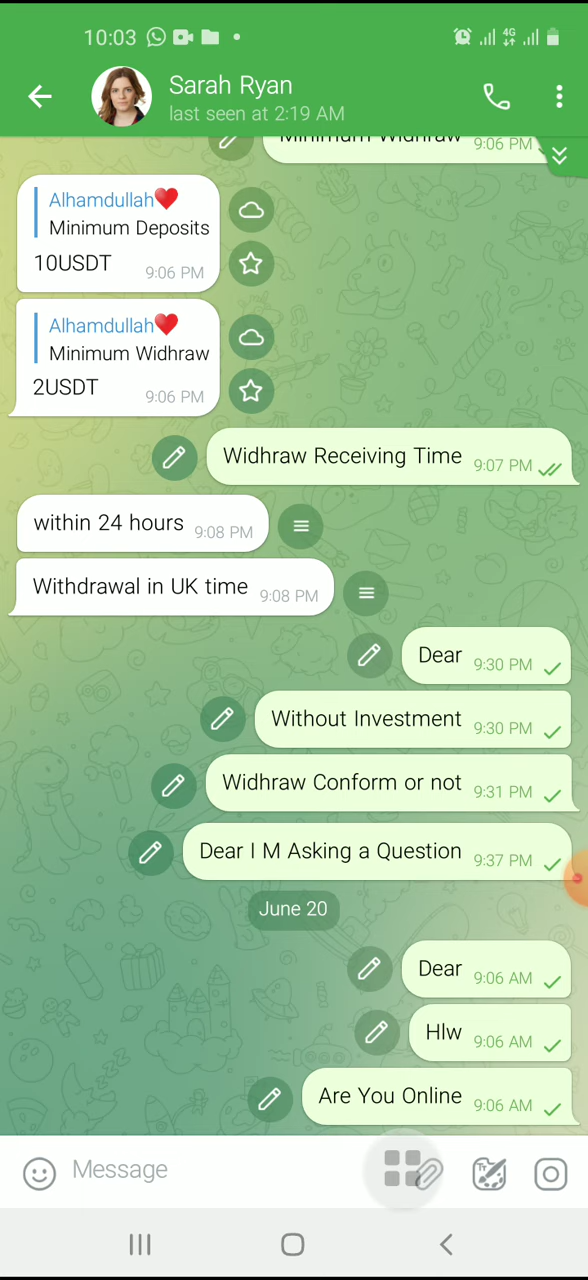 10:03
4G
Sarah Ryan
last seen at 2:19 AM
Minimum Widhraw 9:06 PM
Alhamdullah❤️
Minimum Deposits
10USDT 9:06 PM
Alhamdullah❤️
Minimum Widhraw
2USDT 9:06 PM
Widhraw Receiving Time 9:07 PM
within 24 hours 9:08 PM
Withdrawal in UK time 9:08 PM
Dear 9:30 PM
Without Investment 9:30 PM
Widhraw Conform or not 9:31 PM
Dear I M Asking a Question 9:37 PM
June 20
Dear 9:06 AM
Hlw 9:06 AM
Are You Online 9:06 AM
Message